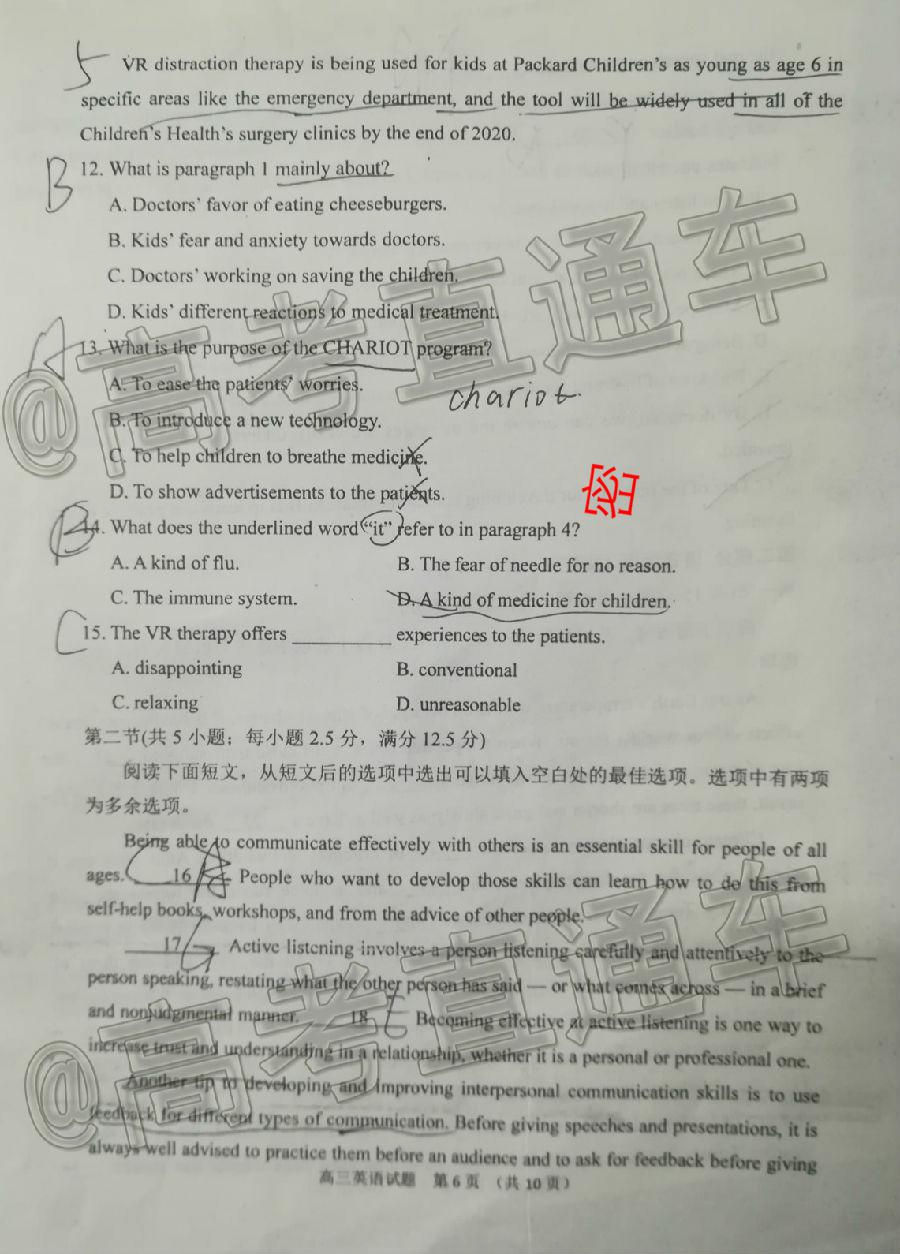 5
VR distraction therapy is being used for kids at Packard Children's as young as age 6 in
specific areas like the emergency department, and the tool will be widely used in all of the
Children's Health's surgery clinics by the end of 2020.
B
12. What is paragraph 1 mainly about?
A. Doctors' favor of eating cheeseburgers.
B. Kids' fear and anxiety towards doctors.
C. Doctors' working on saving the children.
D. Kids' different reactions to medical treatment.
@高考直通车
A
13. What is the purpose of the CHARIOT program?
A. To ease the patients' worries.
chariot
B. To introduce a new technology.
C. To help children to breathe medicine.
D. To show advertisements to the patients.
B
14. What does the underlined word "it" refer to in paragraph 4?
A. A kind of flu. B. The fear of needle for no reason.
C. The immune system. D. A kind of medicine for children.
C
15. The VR therapy offers __________ experiences to the patients.
A. disappointing B. conventional
C. relaxing D. unreasonable
第二节(共 5 小题；每小题 2.5 分，满分 12.5 分)
阅读下面短文，从短文后的选项中选出可以填入空白处的最佳选项。选项中有两项
为多余选项。
Being able to communicate effectively with others is an essential skill for people of all
ages. ____16____ People who want to develop those skills can learn how to do this from
self-help books, workshops, and from the advice of other people.
____17____ Active listening involves a person listening carefully and attentively to the
person speaking, restating what the other person has said — or what comes across — in a brief
and nonjudgmental manner. ____18____ Becoming effective at active listening is one way to
increase trust and understanding in a relationship, whether it is a personal or professional one.
@高考直通车
Another tip to developing and improving interpersonal communication skills is to use
feedback for different types of communication. Before giving speeches and presentations, it is
always well advised to practice them before an audience and to ask for feedback before giving
高三英语试题 第 6 页 （共 10 页）